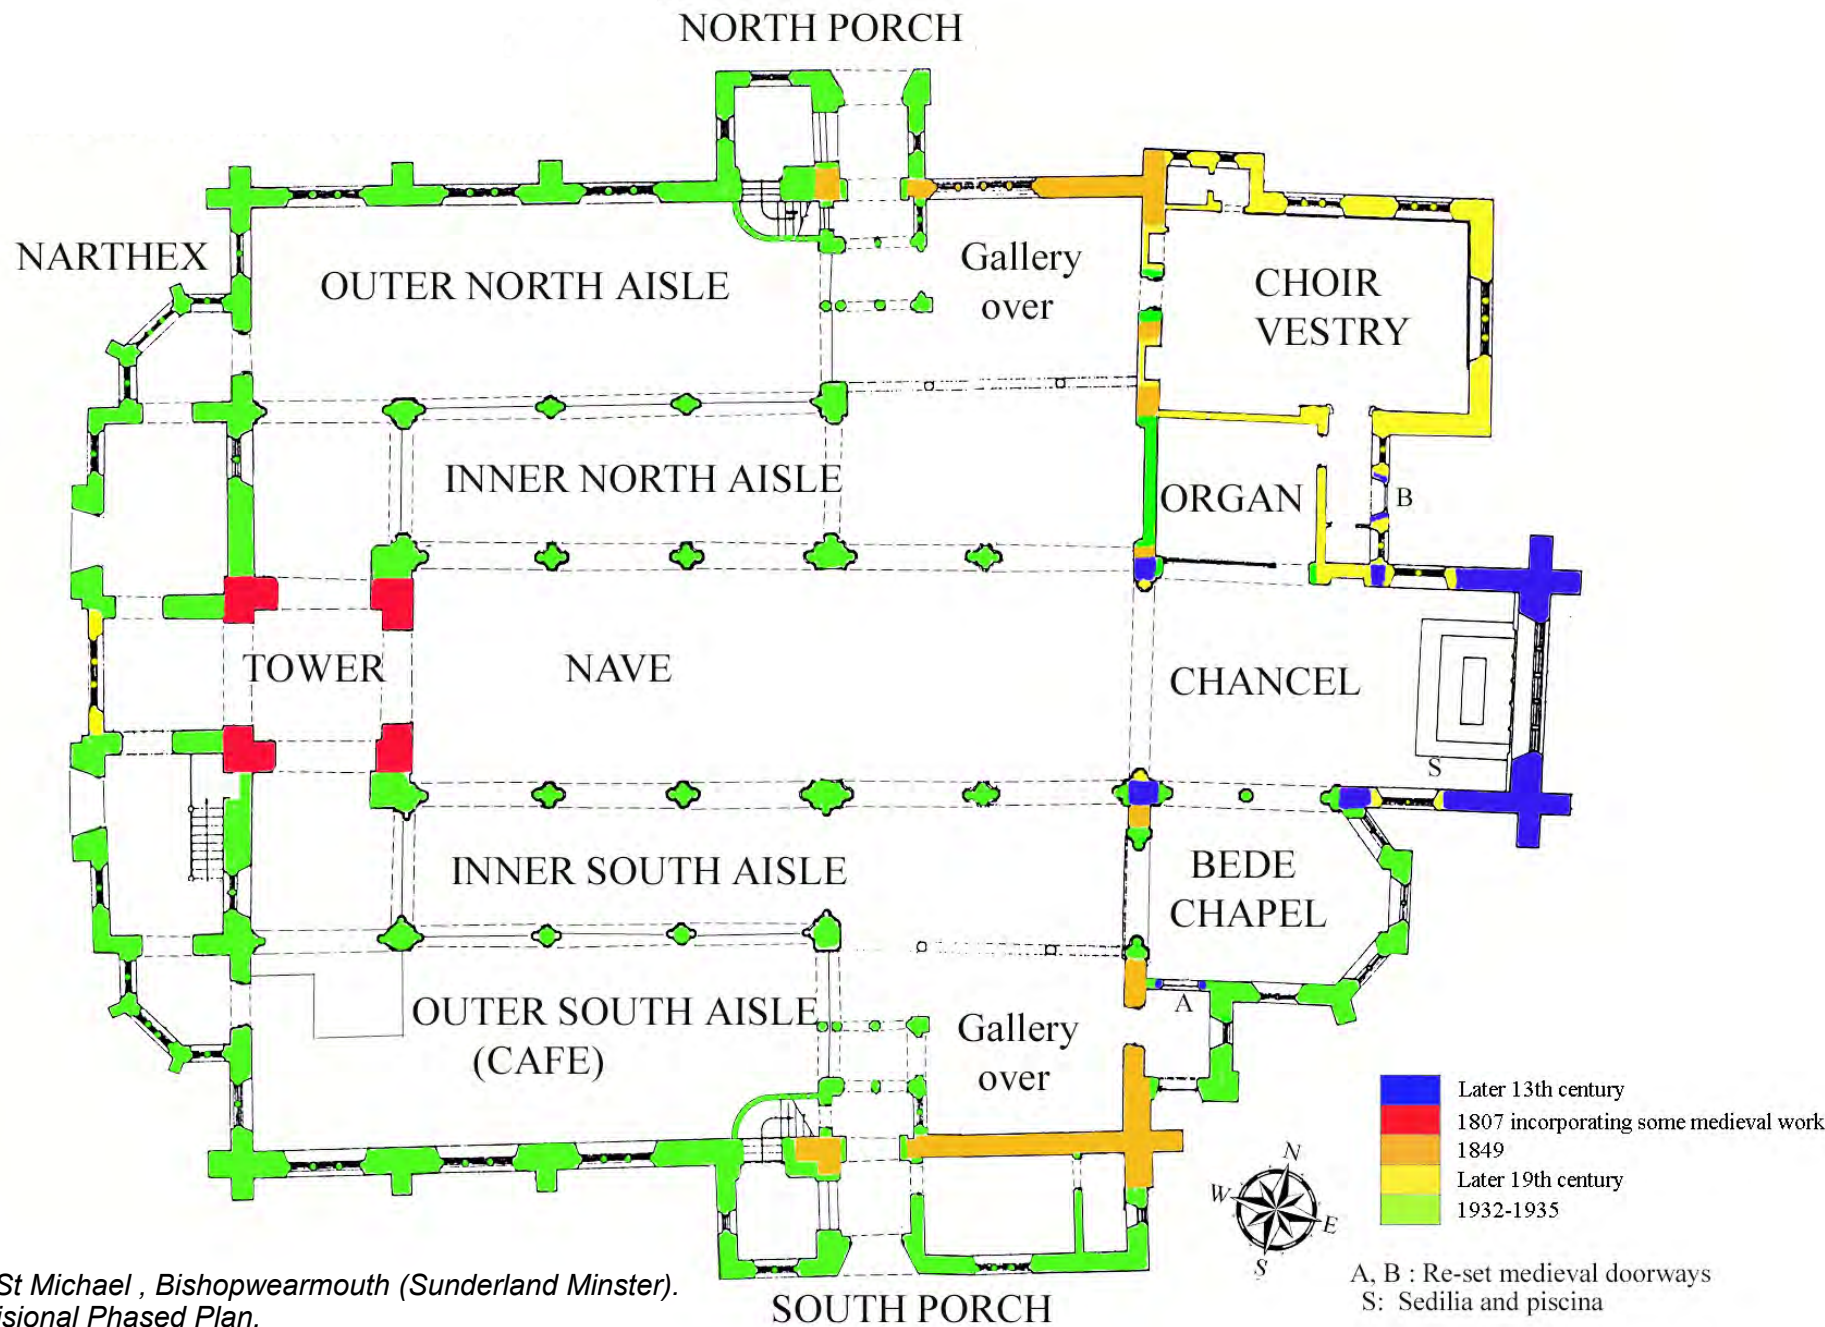 NORTH PORCH
NARTHEX
OUTER NORTH AISLE
Gallery
over
CHOIR
VESTRY
INNER NORTH AISLE
ORGAN
B
TOWER
NAVE
CHANCEL
S
INNER SOUTH AISLE
BEDE
CHAPEL
A
OUTER SOUTH AISLE
(CAFE)
Gallery
over
Later 13th century
1807 incorporating some medieval work
1849
Later 19th century
1932-1935
N
W
E
S
A, B : Re-set medieval doorways
S: Sedilia and piscina
St Michael , Bishopwearmouth (Sunderland Minster).
isional Phased Plan.
SOUTH PORCH